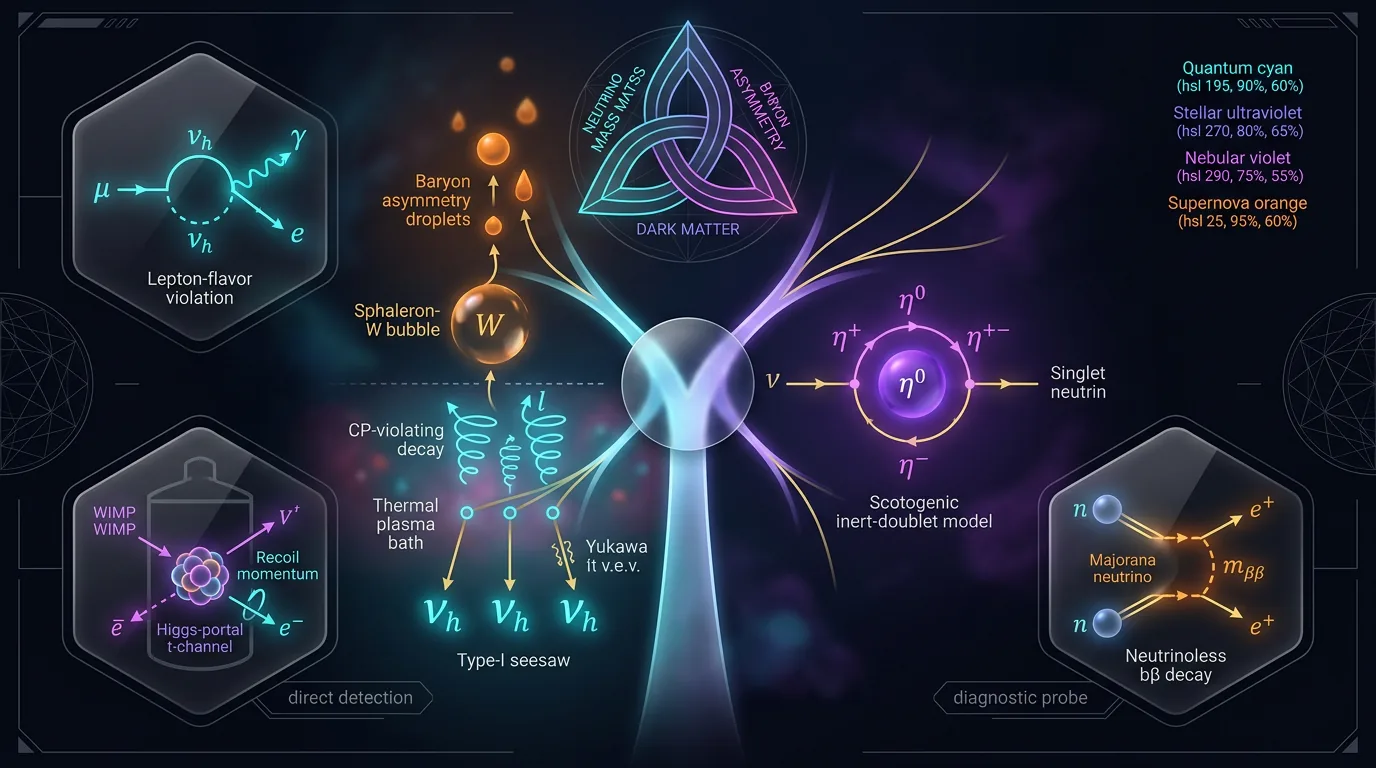 NEUTRINO
MASS MATSS
BARYON
ASYMMETRY
DARK MATTER
Quantum cyan
(hsl 195, 90%, 60%)
Stellar ultraviolet
(hsl 270, 80%, 65%)
Nebular violet
(hsl 290, 75%, 55%)
Supernova orange
(hsl 25, 95%, 60%)
ν_h
γ
μ
ν_h
e
Lepton-flavor
violation
Baryon
asymmetry
droplets
Sphaleron-
W bubble
W
CP-violating
decay
l
Thermal
plasma
bath
Yukawa
it v.e.v.
ν_h ν_h ν_h
Type-I seesaw
η⁰
η⁺ η⁺⁻
ν η⁰
Singlet
neutrin
η⁻
Scotogenic
inert-doublet model
WIMP
WIMP
V⁺
Recoil
momentum
ē
e⁻
Higgs-portal
t-channel
direct detection
n e⁺
Majorana
neutrino
m_ββ
n e⁺
Neutrinoless
bβ decay
diagnostic probe